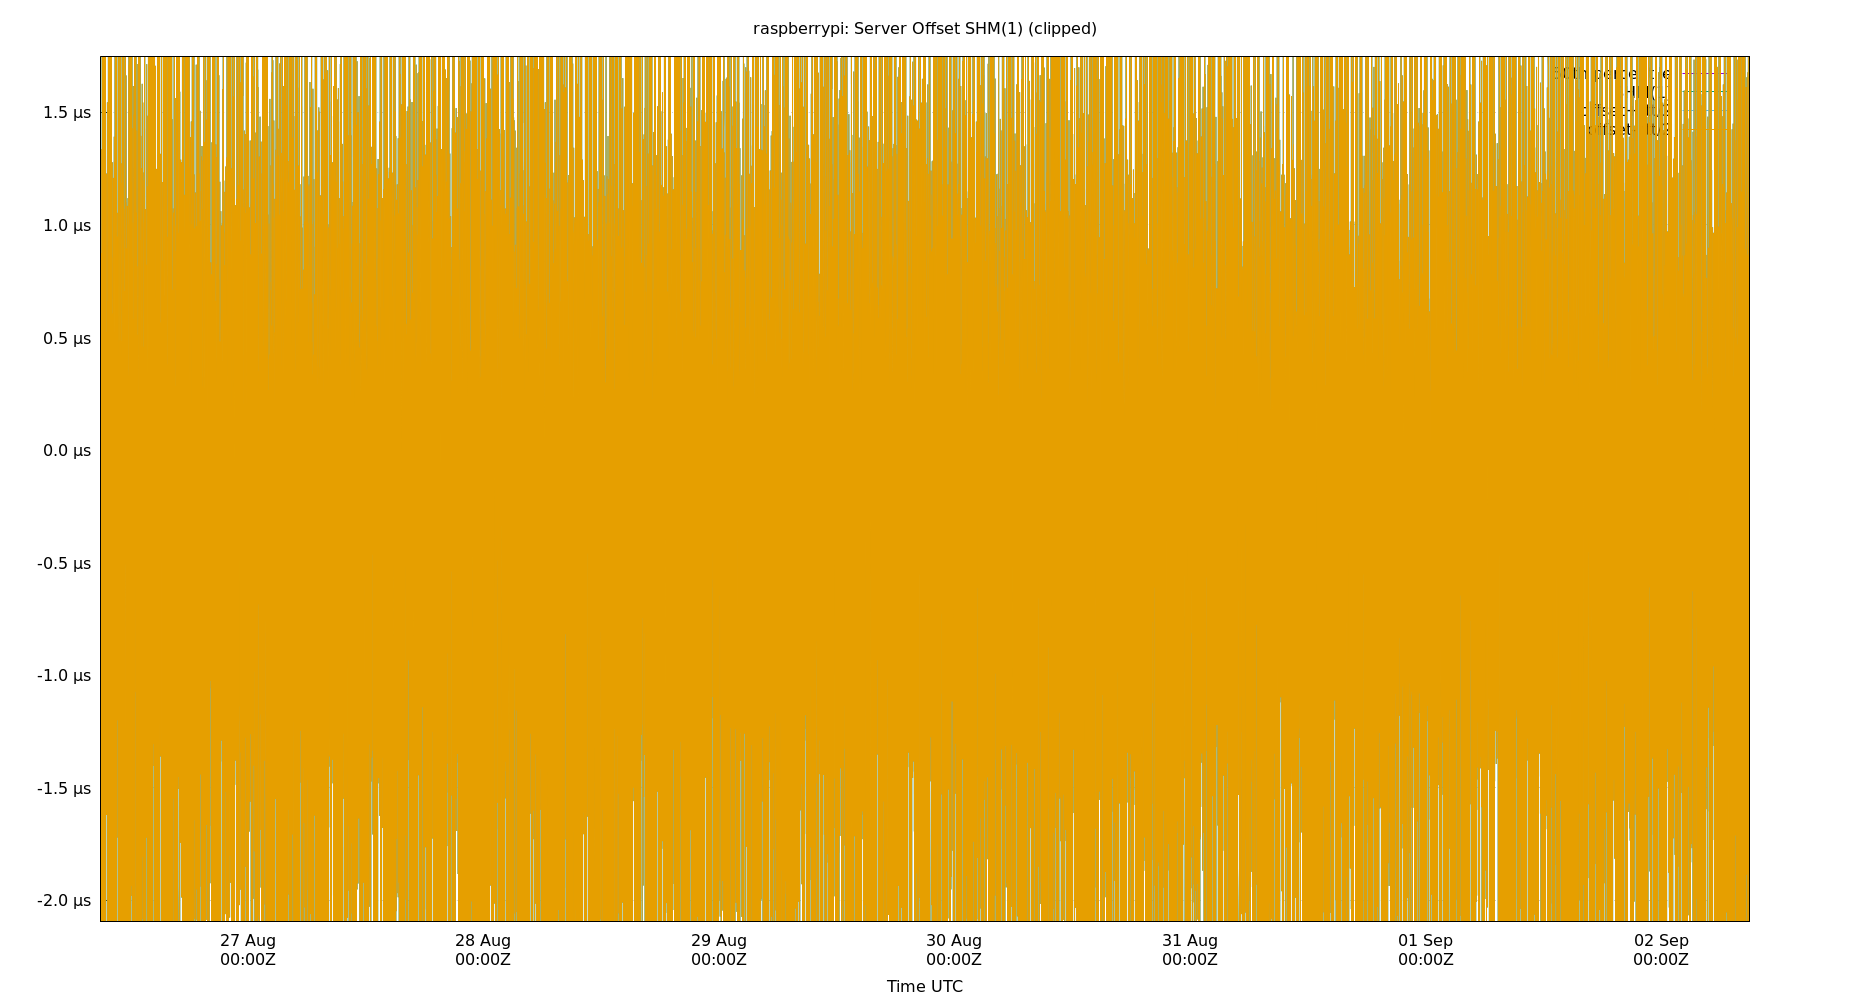 raspberrypi: Server Offset SHM(1) (clipped)
1.5 µs
1.0 µs
0.5 µs
0.0 µs
-0.5 µs
-1.0 µs
-1.5 µs
-2.0 µs
27 Aug
00:00Z
28 Aug
00:00Z
29 Aug
00:00Z
30 Aug
00:00Z
31 Aug
00:00Z
01 Sep
00:00Z
02 Sep
00:00Z
Time UTC